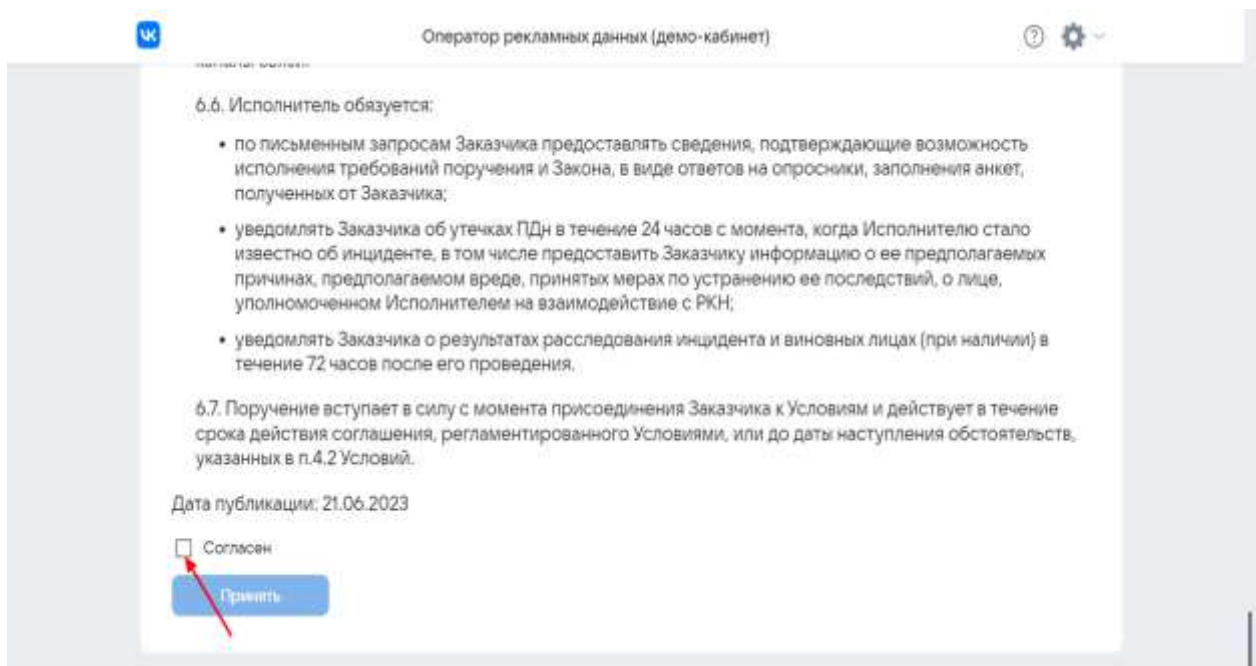 Оператор рекламных данных (демо-кабинет)
6.6. Исполнитель обязуется:
• по письменным запросам Заказчика предоставлять сведения, подтверждающие возможность
исполнения требований поручения и Закона, в виде ответов на опросники, заполнения анкет,
полученных от Заказчика;
• уведомлять Заказчика об утечках ПДн в течение 24 часов с момента, когда Исполнителю стало
известно об инциденте, в том числе предоставить Заказчику информацию о ее предполагаемых
причинах, предполагаемом вреде, принятых мерах по устранению ее последствий, о лице,
уполномоченном Исполнителем на взаимодействие с РКН;
• уведомлять Заказчика о результатах расследования инцидента и виновных лицах (при наличии) в
течение 72 часов после его проведения.
6.7. Поручение вступает в силу с момента присоединения Заказчика к Условиям и действует в течение
срока действия соглашения, регламентированного Условиями, или до даты наступления обстоятельств,
указанных в п.4.2 Условий.
Дата публикации: 21.06.2023
Согласен
Принять